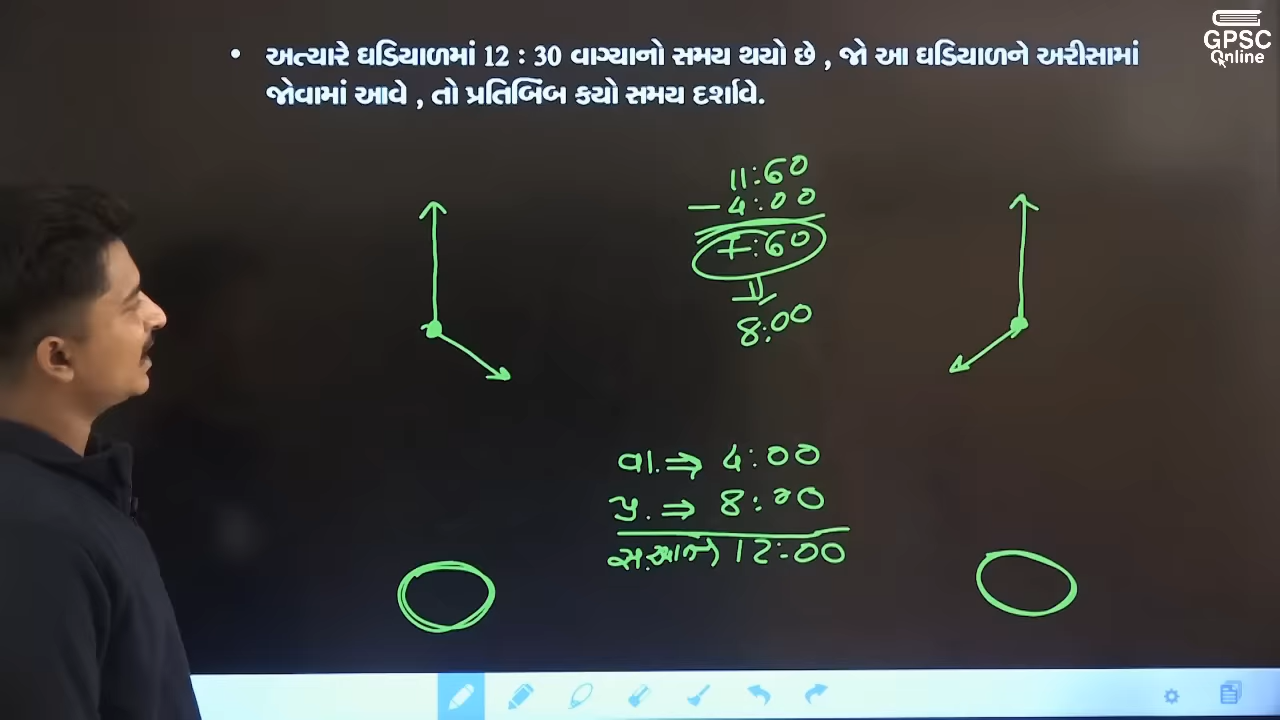 GPSC
Online
• અત્યારે ઘડિયાળમાં 12 : 30 વાગ્યાનો સમય થયો છે , જો આ ઘડિયાળને અરીસામાં
જોવામાં આવે , તો પ્રતિબિંબ કયો સમય દર્શાવે.
11:60
- 4:00
7:60
8:00
વા. ⇒ 4:00
પ્ર. ⇒ 8:00
12:00